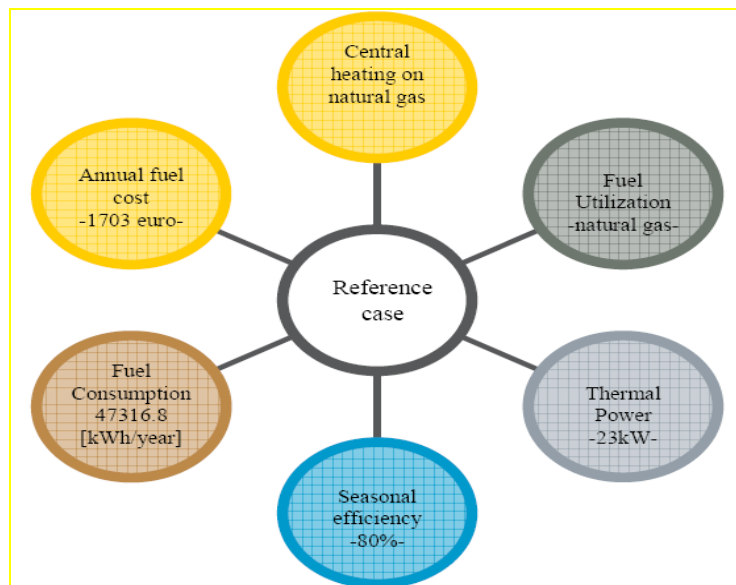 Central
heating on
natural gas
Annual fuel
cost
-1703 euro-
Fuel
Utilization
-natural gas-
Reference
case
Fuel
Consumption
47316.8
[kWh/year]
Thermal
Power
-23kW-
Seasonal
efficiency
-80%-